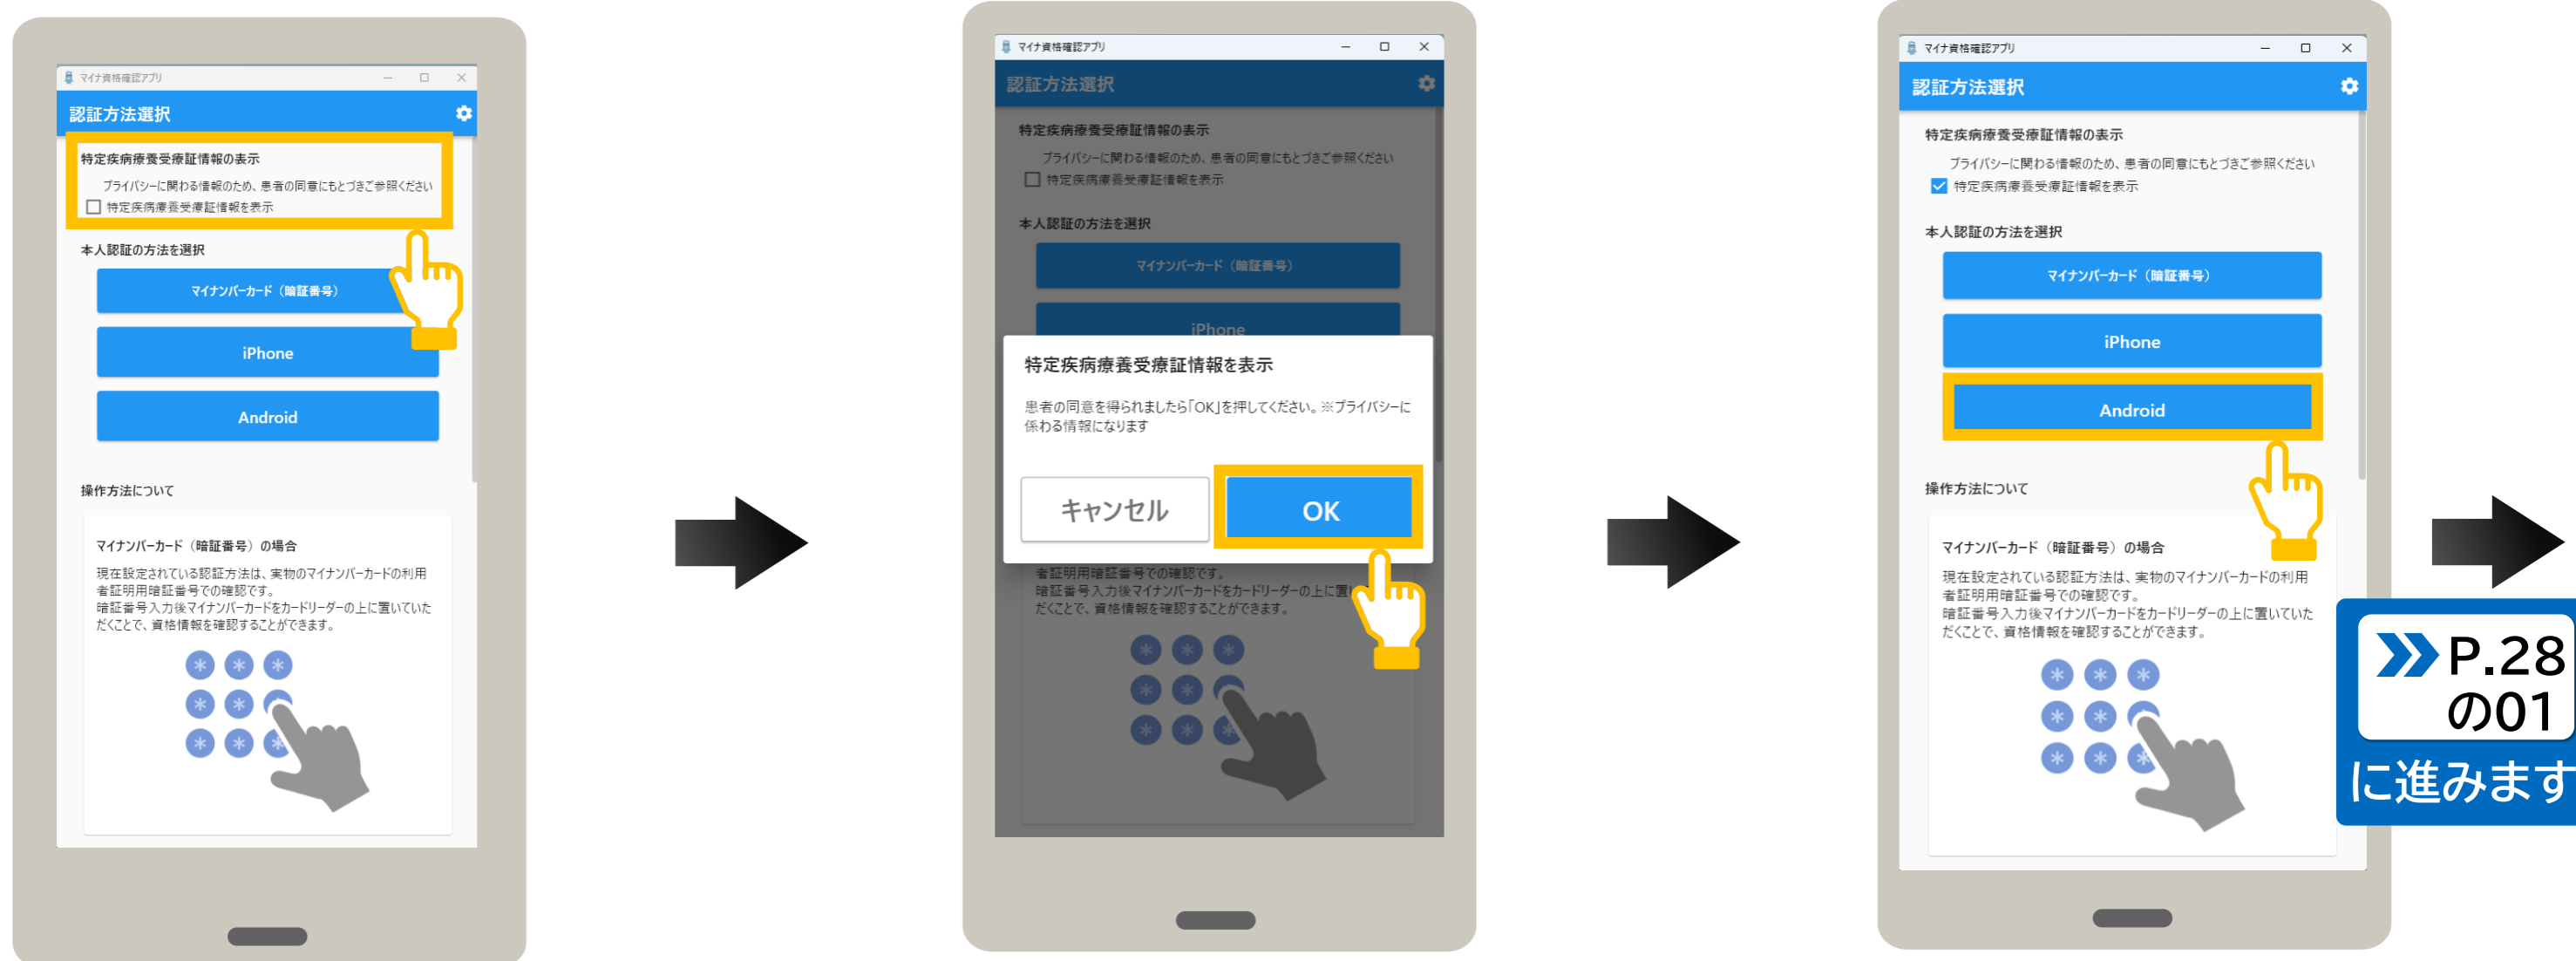 マイナ資格確認アプリ
認証方法選択
特定疾病療養受療証情報の表示
プライバシーに関わる情報のため、患者の同意にもとづきご参照ください
特定疾病療養受療証情報を表示
本人認証の方法を選択
マイナンバーカード（暗証番号）
iPhone
Android
操作方法について
マイナンバーカード（暗証番号）の場合
現在設定されている認証方法は、実物のマイナンバーカードの利用
者証明用暗証番号での確認です。
暗証番号入力後マイナンバーカードをカードリーダーの上に置いていた
だくことで、資格情報を確認することができます。
マイナ資格確認アプリ
認証方法選択
特定疾病療養受療証情報の表示
プライバシーに関わる情報のため、患者の同意にもとづきご参照ください
特定疾病療養受療証情報を表示
本人認証の方法を選択
マイナンバーカード（暗証番号）
iPhone
特定疾病療養受療証情報を表示
患者の同意を得られましたら「OK」を押してください。※プライバシーに
係わる情報になります
キャンセル
OK
者証明用暗証番号での確認です。
暗証番号入力後マイナンバーカードをカードリーダーの上に置い
だくことで、資格情報を確認することができます。
マイナ資格確認アプリ
認証方法選択
特定疾病療養受療証情報の表示
プライバシーに関わる情報のため、患者の同意にもとづきご参照ください
特定疾病療養受療証情報を表示
本人認証の方法を選択
マイナンバーカード（暗証番号）
iPhone
Android
操作方法について
マイナンバーカード（暗証番号）の場合
現在設定されている認証方法は、実物のマイナンバーカードの利用
者証明用暗証番号での確認です。
暗証番号入力後マイナンバーカードをカードリーダーの上に置いていた
だくことで、資格情報を確認することができます。
P.28
の01
に進みます